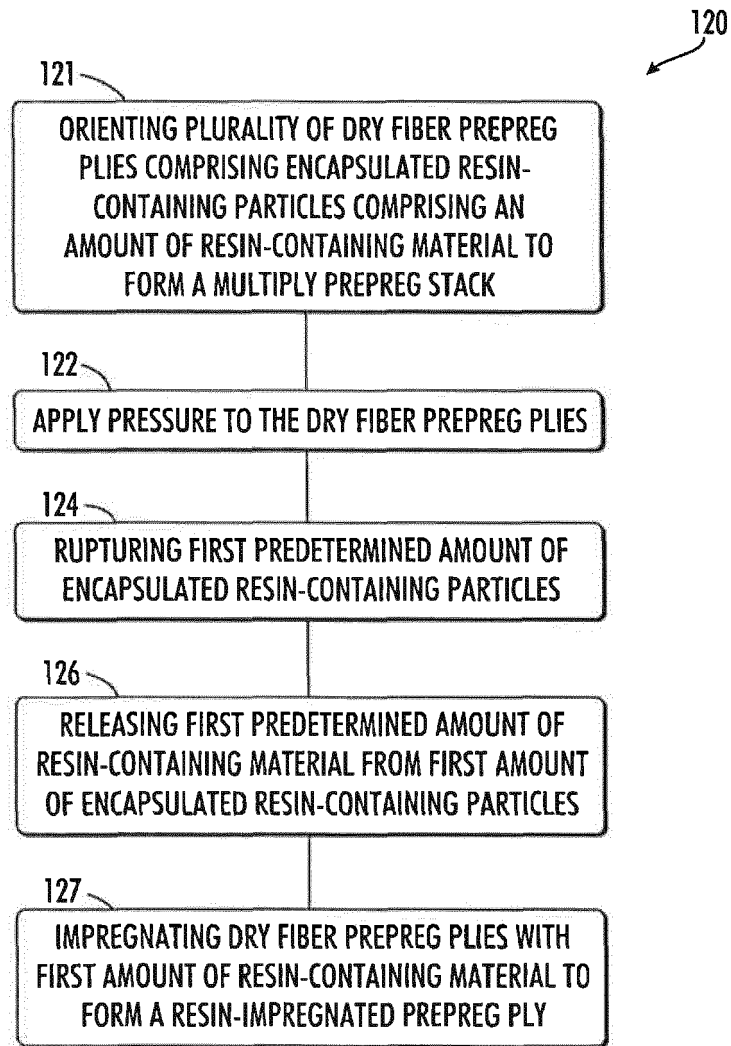 120
121
ORIENTING PLURALITY OF DRY FIBER PREPREG
PLIES COMPRISING ENCAPSULATED RESIN-
CONTAINING PARTICLES COMPRISING AN
AMOUNT OF RESIN-CONTAINING MATERIAL TO
FORM A MULTIPLY PREPREG STACK
122
APPLY PRESSURE TO THE DRY FIBER PREPREG PLIES
124
RUPTURING FIRST PREDETERMINED AMOUNT OF
ENCAPSULATED RESIN-CONTAINING PARTICLES
126
RELEASING FIRST PREDETERMINED AMOUNT OF
RESIN-CONTAINING MATERIAL FROM FIRST AMOUNT
OF ENCAPSULATED RESIN-CONTAINING PARTICLES
127
IMPREGNATING DRY FIBER PREPREG PLIES WITH
FIRST AMOUNT OF RESIN-CONTAINING MATERIAL TO
FORM A RESIN-IMPREGNATED PREPREG PLY